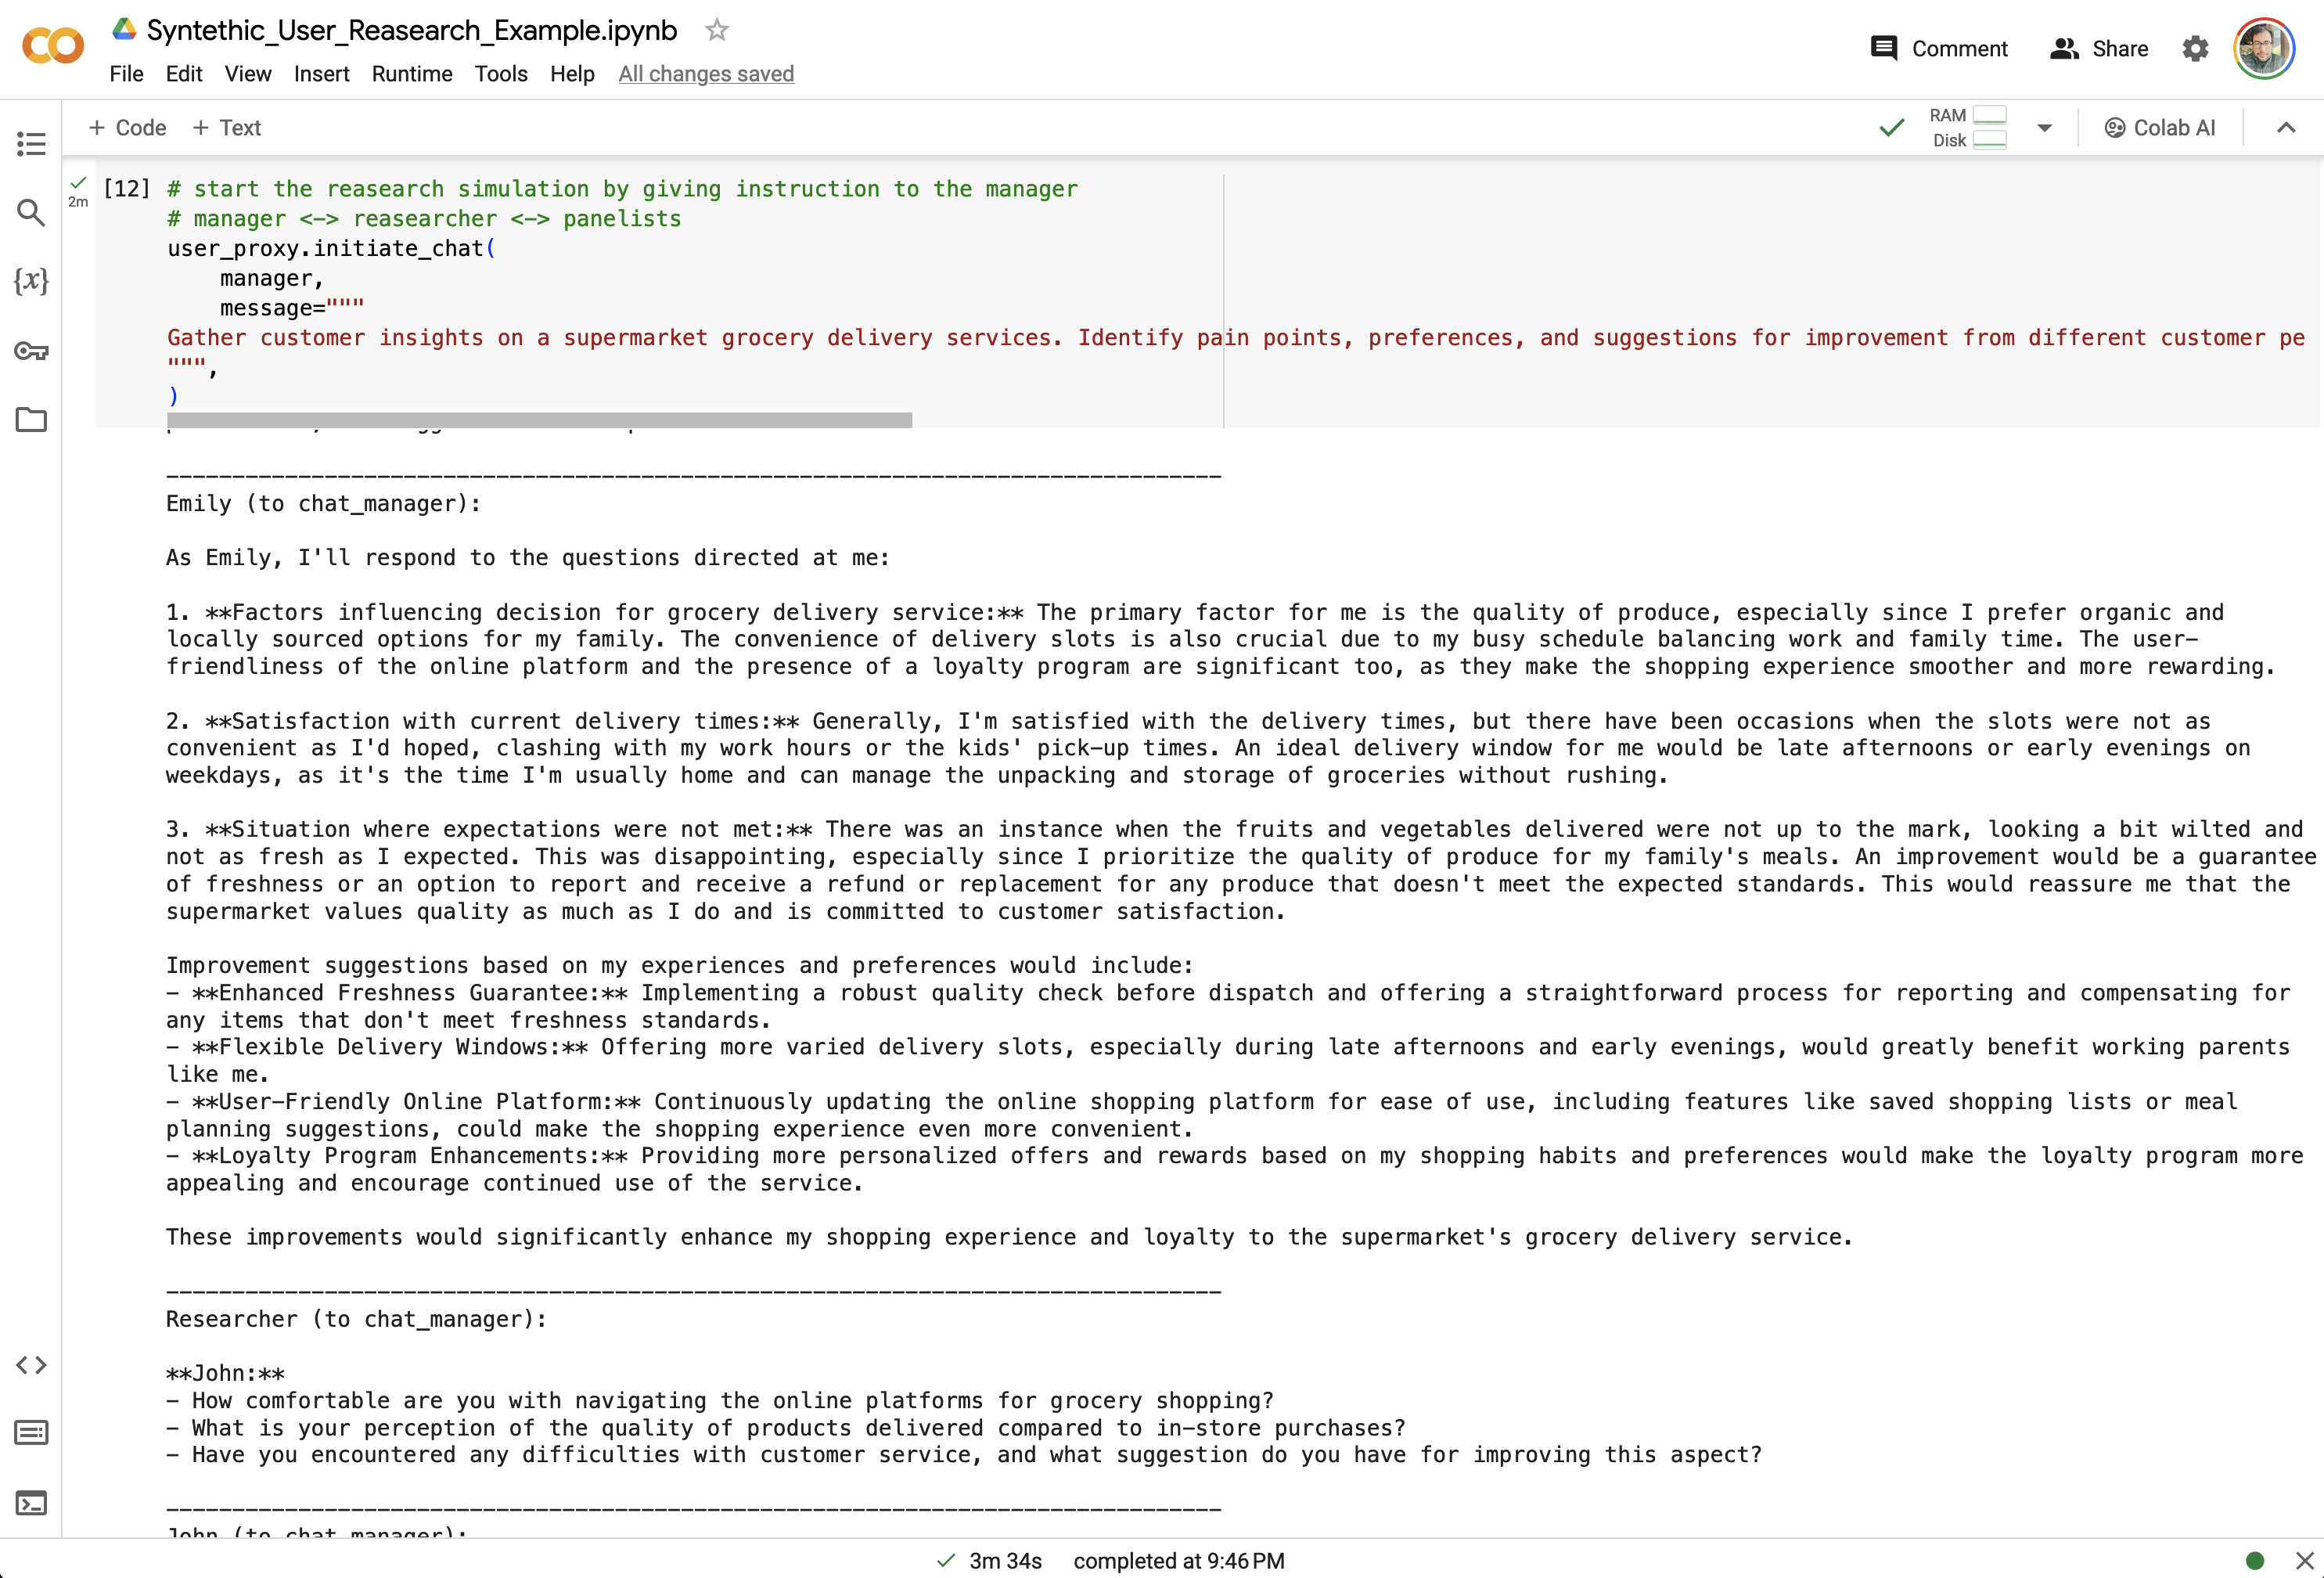 Syntethic_User_Reasearch_Example.ipynb
Comment
Share
File Edit View Insert Runtime Tools Help All changes saved
+ Code + Text
RAM
Disk
Colab AI
2m
[12] # start the reasearch simulation by giving instruction to the manager
# manager <-> reasearcher <-> panelists
user_proxy.initiate_chat(
manager,
message="""
Gather customer insights on a supermarket grocery delivery services. Identify pain points, preferences, and suggestions for improvement from different customer pe
""",
)
--------------------------------------------------------------------------------
Emily (to chat_manager):
As Emily, I'll respond to the questions directed at me:
1. **Factors influencing decision for grocery delivery service:** The primary factor for me is the quality of produce, especially since I prefer organic and
locally sourced options for my family. The convenience of delivery slots is also crucial due to my busy schedule balancing work and family time. The user-
friendliness of the online platform and the presence of a loyalty program are significant too, as they make the shopping experience smoother and more rewarding.
2. **Satisfaction with current delivery times:** Generally, I'm satisfied with the delivery times, but there have been occasions when the slots were not as
convenient as I'd hoped, clashing with my work hours or the kids' pick-up times. An ideal delivery window for me would be late afternoons or early evenings on
weekdays, as it's the time I'm usually home and can manage the unpacking and storage of groceries without rushing.
3. **Situation where expectations were not met:** There was an instance when the fruits and vegetables delivered were not up to the mark, looking a bit wilted and
not as fresh as I expected. This was disappointing, especially since I prioritize the quality of produce for my family's meals. An improvement would be a guarantee
of freshness or an option to report and receive a refund or replacement for any produce that doesn't meet the expected standards. This would reassure me that the
supermarket values quality as much as I do and is committed to customer satisfaction.
Improvement suggestions based on my experiences and preferences would include:
- **Enhanced Freshness Guarantee:** Implementing a robust quality check before dispatch and offering a straightforward process for reporting and compensating for
any items that don't meet freshness standards.
- **Flexible Delivery Windows:** Offering more varied delivery slots, especially during late afternoons and early evenings, would greatly benefit working parents
like me.
- **User-Friendly Online Platform:** Continuously updating the online shopping platform for ease of use, including features like saved shopping lists or meal
planning suggestions, could make the shopping experience even more convenient.
- **Loyalty Program Enhancements:** Providing more personalized offers and rewards based on my shopping habits and preferences would make the loyalty program more
appealing and encourage continued use of the service.
These improvements would significantly enhance my shopping experience and loyalty to the supermarket's grocery delivery service.
--------------------------------------------------------------------------------
Researcher (to chat_manager):
**John:**
- How comfortable are you with navigating the online platforms for grocery shopping?
- What is your perception of the quality of products delivered compared to in-store purchases?
- Have you encountered any difficulties with customer service, and what suggestion do you have for improving this aspect?
--------------------------------------------------------------------------------
John (to chat_manager):
3m 34s completed at 9:46 PM